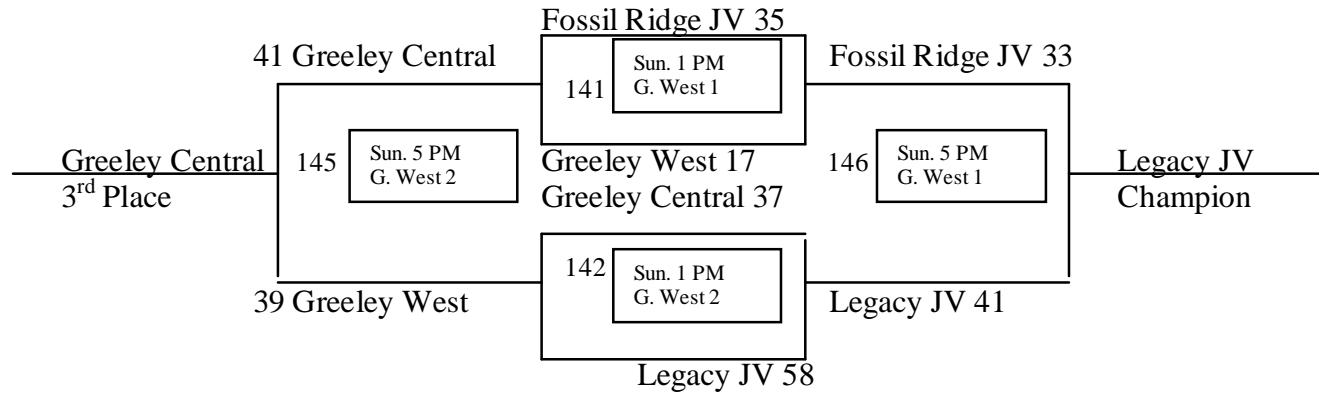 Fossil Ridge JV 35
41 Greeley Central
Sun. 1 PM
G. West 1
141
Fossil Ridge JV 33
Greeley Central
3rd Place
145
Sun. 5 PM
G. West 2
Greeley West 17
Greeley Central 37
146
Sun. 5 PM
G. West 1
Legacy JV
Champion
142
Sun. 1 PM
G. West 2
39 Greeley West
Legacy JV 41
Legacy JV 58